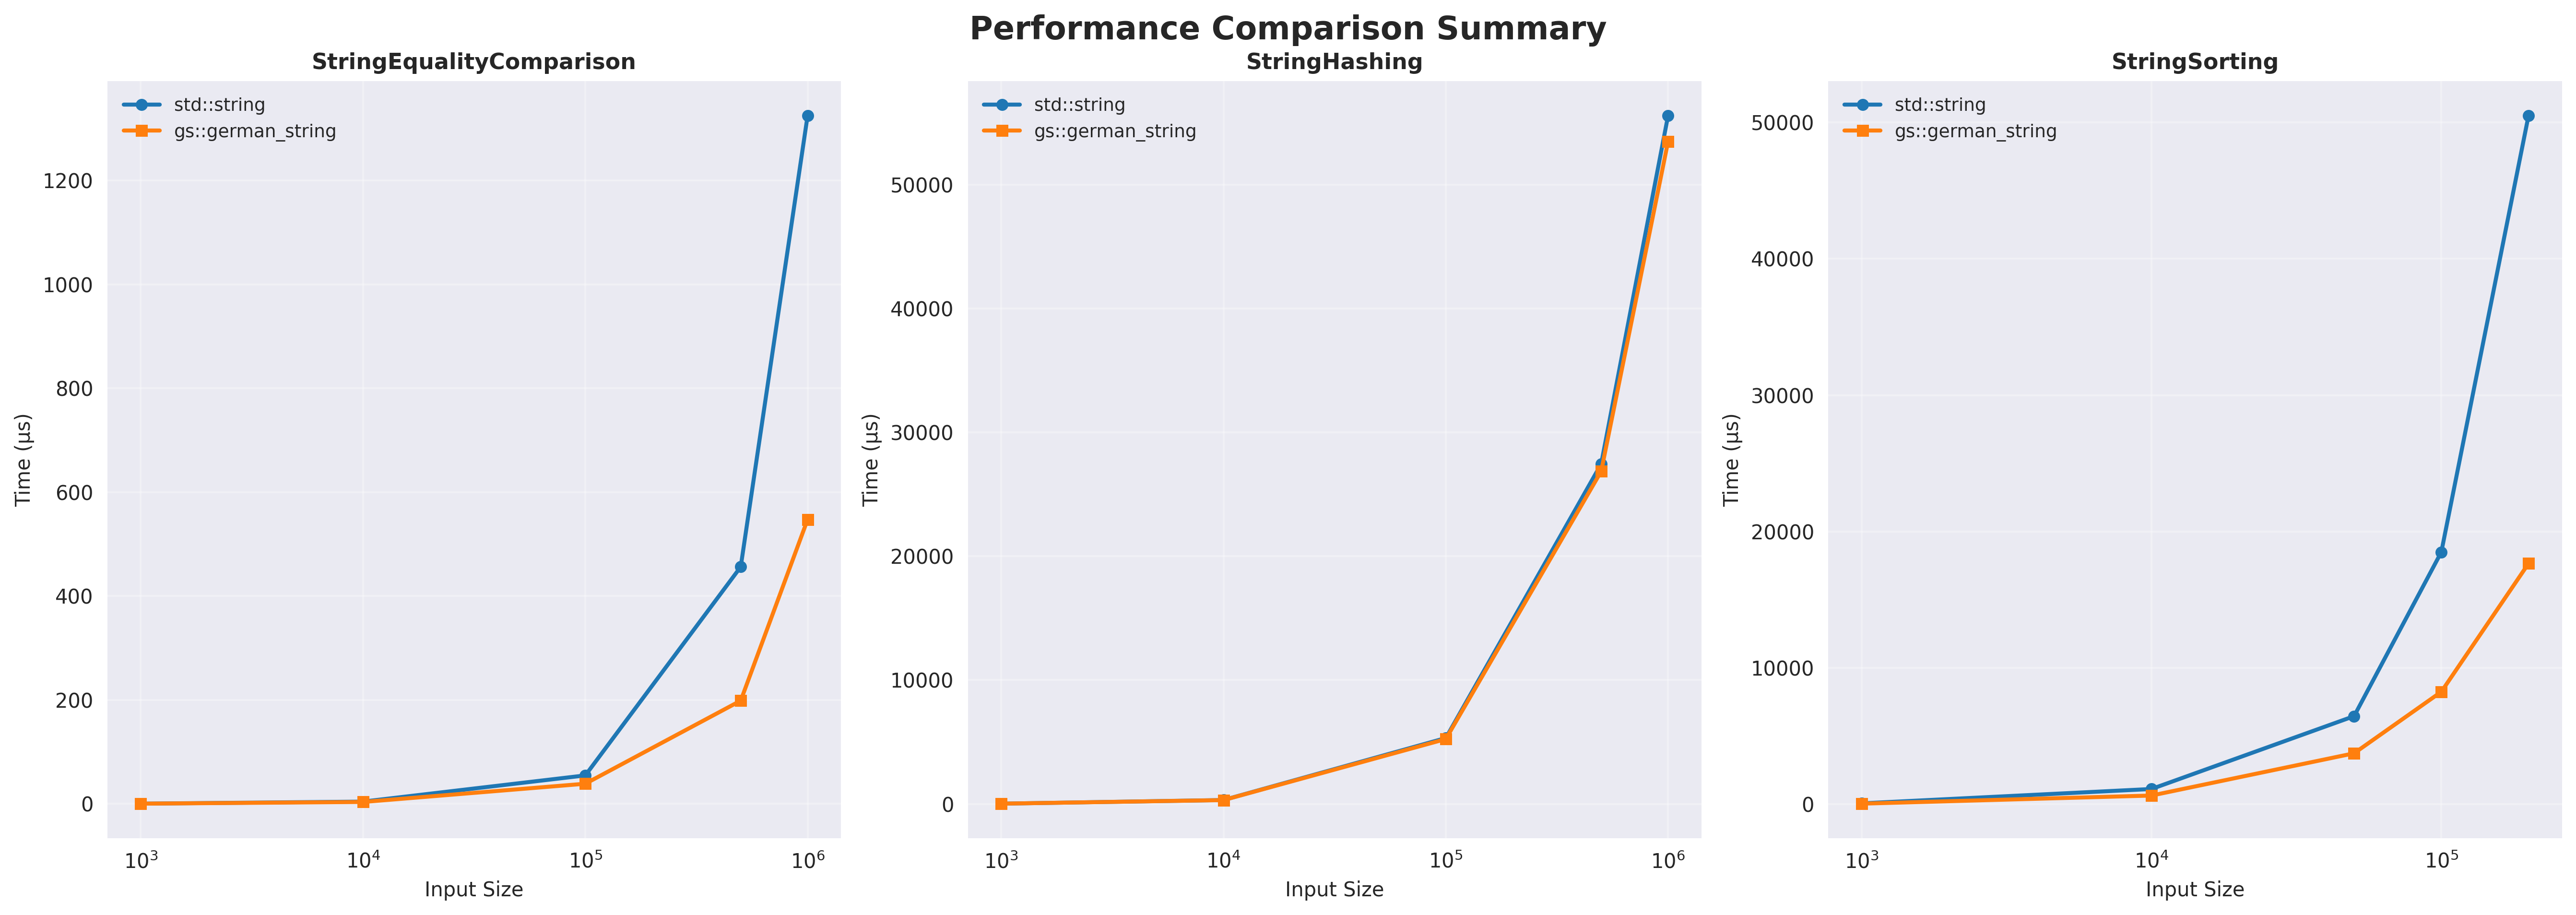 Performance Comparison Summary
StringEqualityComparison
std::string
gs::german_string
1200
1000
800
600
400
200
0
Time (µs)
10³
10⁴
10⁵
10⁶
Input Size
StringHashing
std::string
gs::german_string
50000
40000
30000
20000
10000
0
Time (µs)
10³
10⁴
10⁵
10⁶
Input Size
StringSorting
std::string
gs::german_string
50000
40000
30000
20000
10000
0
Time (µs)
10³
10⁴
10⁵
Input Size